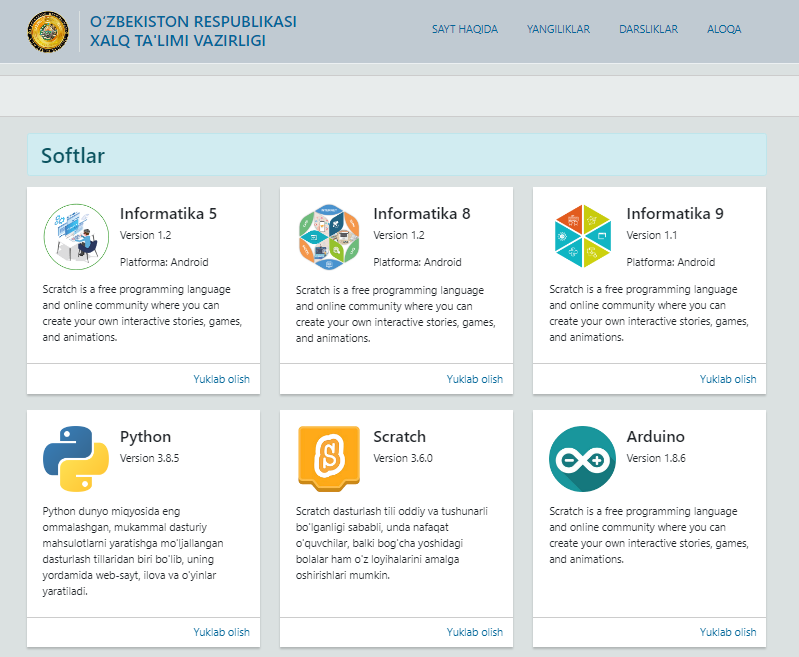 O‘ZBEKISTON RESPUBLIKASI
XALQ TA'LIMI VAZIRLIGI
SAYT HAQIDA
YANGILIKLAR
DARSLIKLAR
ALOQA
Softlar
Informatika 5
Version 1.2
Platforma: Android
Scratch is a free programming language
and online community where you can
create your own interactive stories, games,
and animations.
Yuklab olish
Informatika 8
Version 1.2
Platforma: Android
Scratch is a free programming language
and online community where you can
create your own interactive stories, games,
and animations.
Yuklab olish
Informatika 9
Version 1.1
Platforma: Android
Scratch is a free programming language
and online community where you can
create your own interactive stories, games,
and animations.
Yuklab olish
Python
Version 3.8.5
Python dunyo miqyosida eng
ommalashgan, mukammal dasturiy
mahsulotlarni yaratishga mo'ljallangan
dasturlash tillaridan biri bo'lib, uning
yordamida web-sayt, ilova va o'yinlar
yaratiladi.
Yuklab olish
Scratch
Version 3.6.0
Scratch dasturlash tili oddiy va tushunarli
bo'lganligi sababli, unda nafaqat
o'quvchilar, balki bog'cha yoshidagi
bolalar ham o'z loyihalarini amalga
oshirishlari mumkin.
Yuklab olish
Arduino
Version 1.8.6
Scratch is a free programming language
and online community where you can
create your own interactive stories, games,
and animations.
Yuklab olish